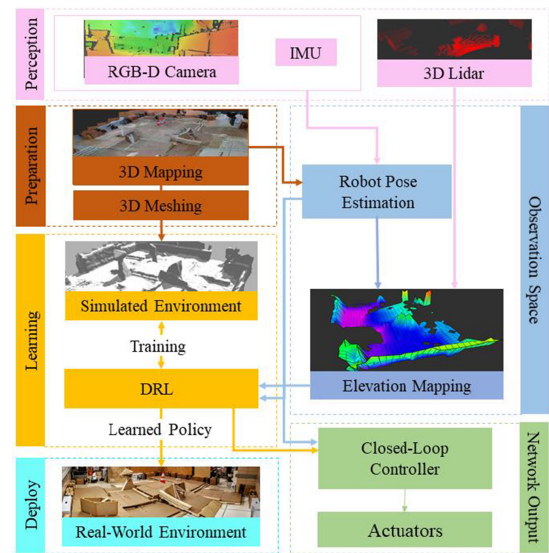 Perception
RGB-D Camera
IMU
3D Lidar
Preparation
3D Mapping
3D Meshing
Robot Pose
Estimation
Observation Space
Learning
Simulated Environment
Training
DRL
Elevation Mapping
Learned Policy
Deploy
Real-World Environment
Closed-Loop
Controller
Actuators
Network Output